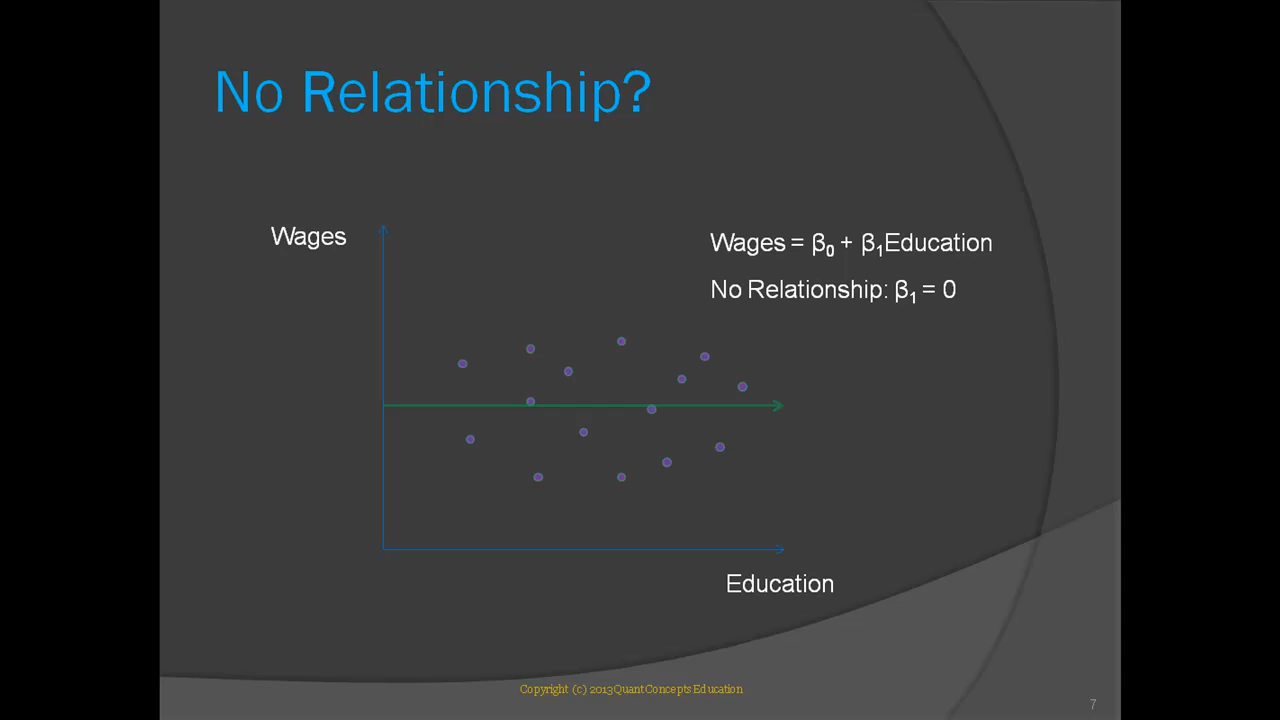 No Relationship?
Wages
Wages = β₀ + β₁Education
No Relationship: β₁ = 0
Education
Copyright (c) 2013 QuantConcepts Education
7